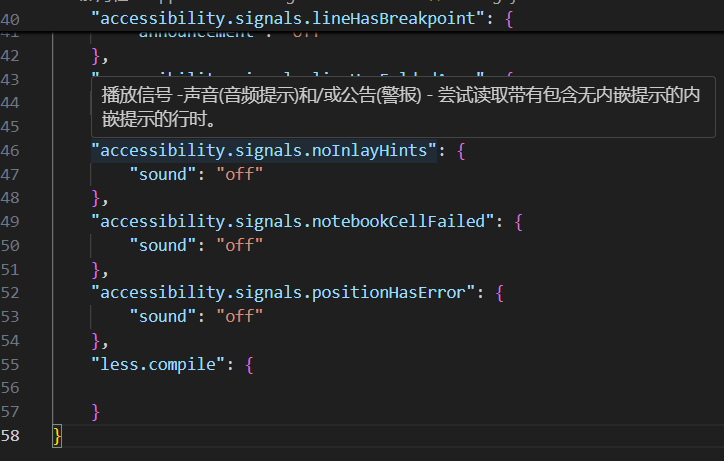 40 "accessibility.signals.lineHasBreakpoint": {
41 "announcement": "off"
42 },
43
播放信号 -声音(音频提示)和/或公告(警报) - 尝试读取带有包含无内嵌提示的内
44 嵌提示的行时。
45
46 "accessibility.signals.noInlayHints": {
47 "sound": "off"
48 },
49 "accessibility.signals.notebookCellFailed": {
50 "sound": "off"
51 },
52 "accessibility.signals.positionHasError": {
53 "sound": "off"
54 },
55 "less.compile": {
56
57 }
58 }